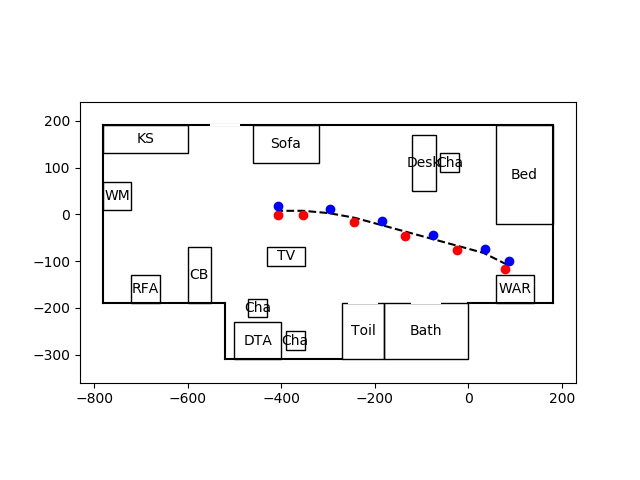 200
100
0
−100
−200
−300
−800
−600
−400
−200
0
200
KS
Sofa
Desk
Cha
Bed
WM
TV
CB
RFA
WAR
Cha
DTA
Cha
Toil
Bath